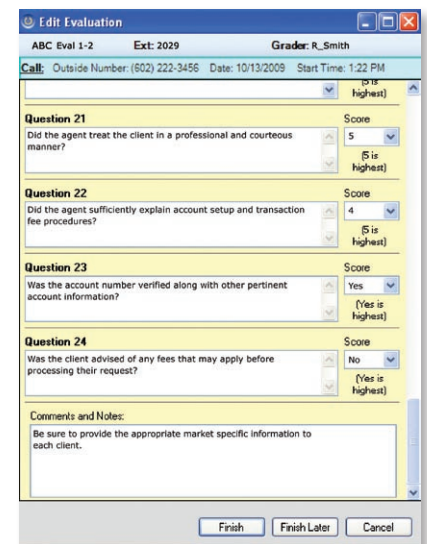 Edit Evaluation
ABC Eval 1-2 Ext: 2029 Grader: R_Smith
Call: Outside Number: (602) 222-3456 Date: 10/13/2009 Start Time: 1:22 PM
(5 is
highest)
Question 21 Score
Did the agent treat the client in a professional and courteous
manner?
5
(5 is
highest)
Question 22 Score
Did the agent sufficiently explain account setup and transaction
fee procedures?
4
(5 is
highest)
Question 23 Score
Was the account number verified along with other pertinent
account information?
Yes
(Yes is
highest)
Question 24 Score
Was the client advised of any fees that may apply before
processing their request?
No
(Yes is
highest)
Comments and Notes:
Be sure to provide the appropriate market specific information to
each client.
Finish Finish Later Cancel